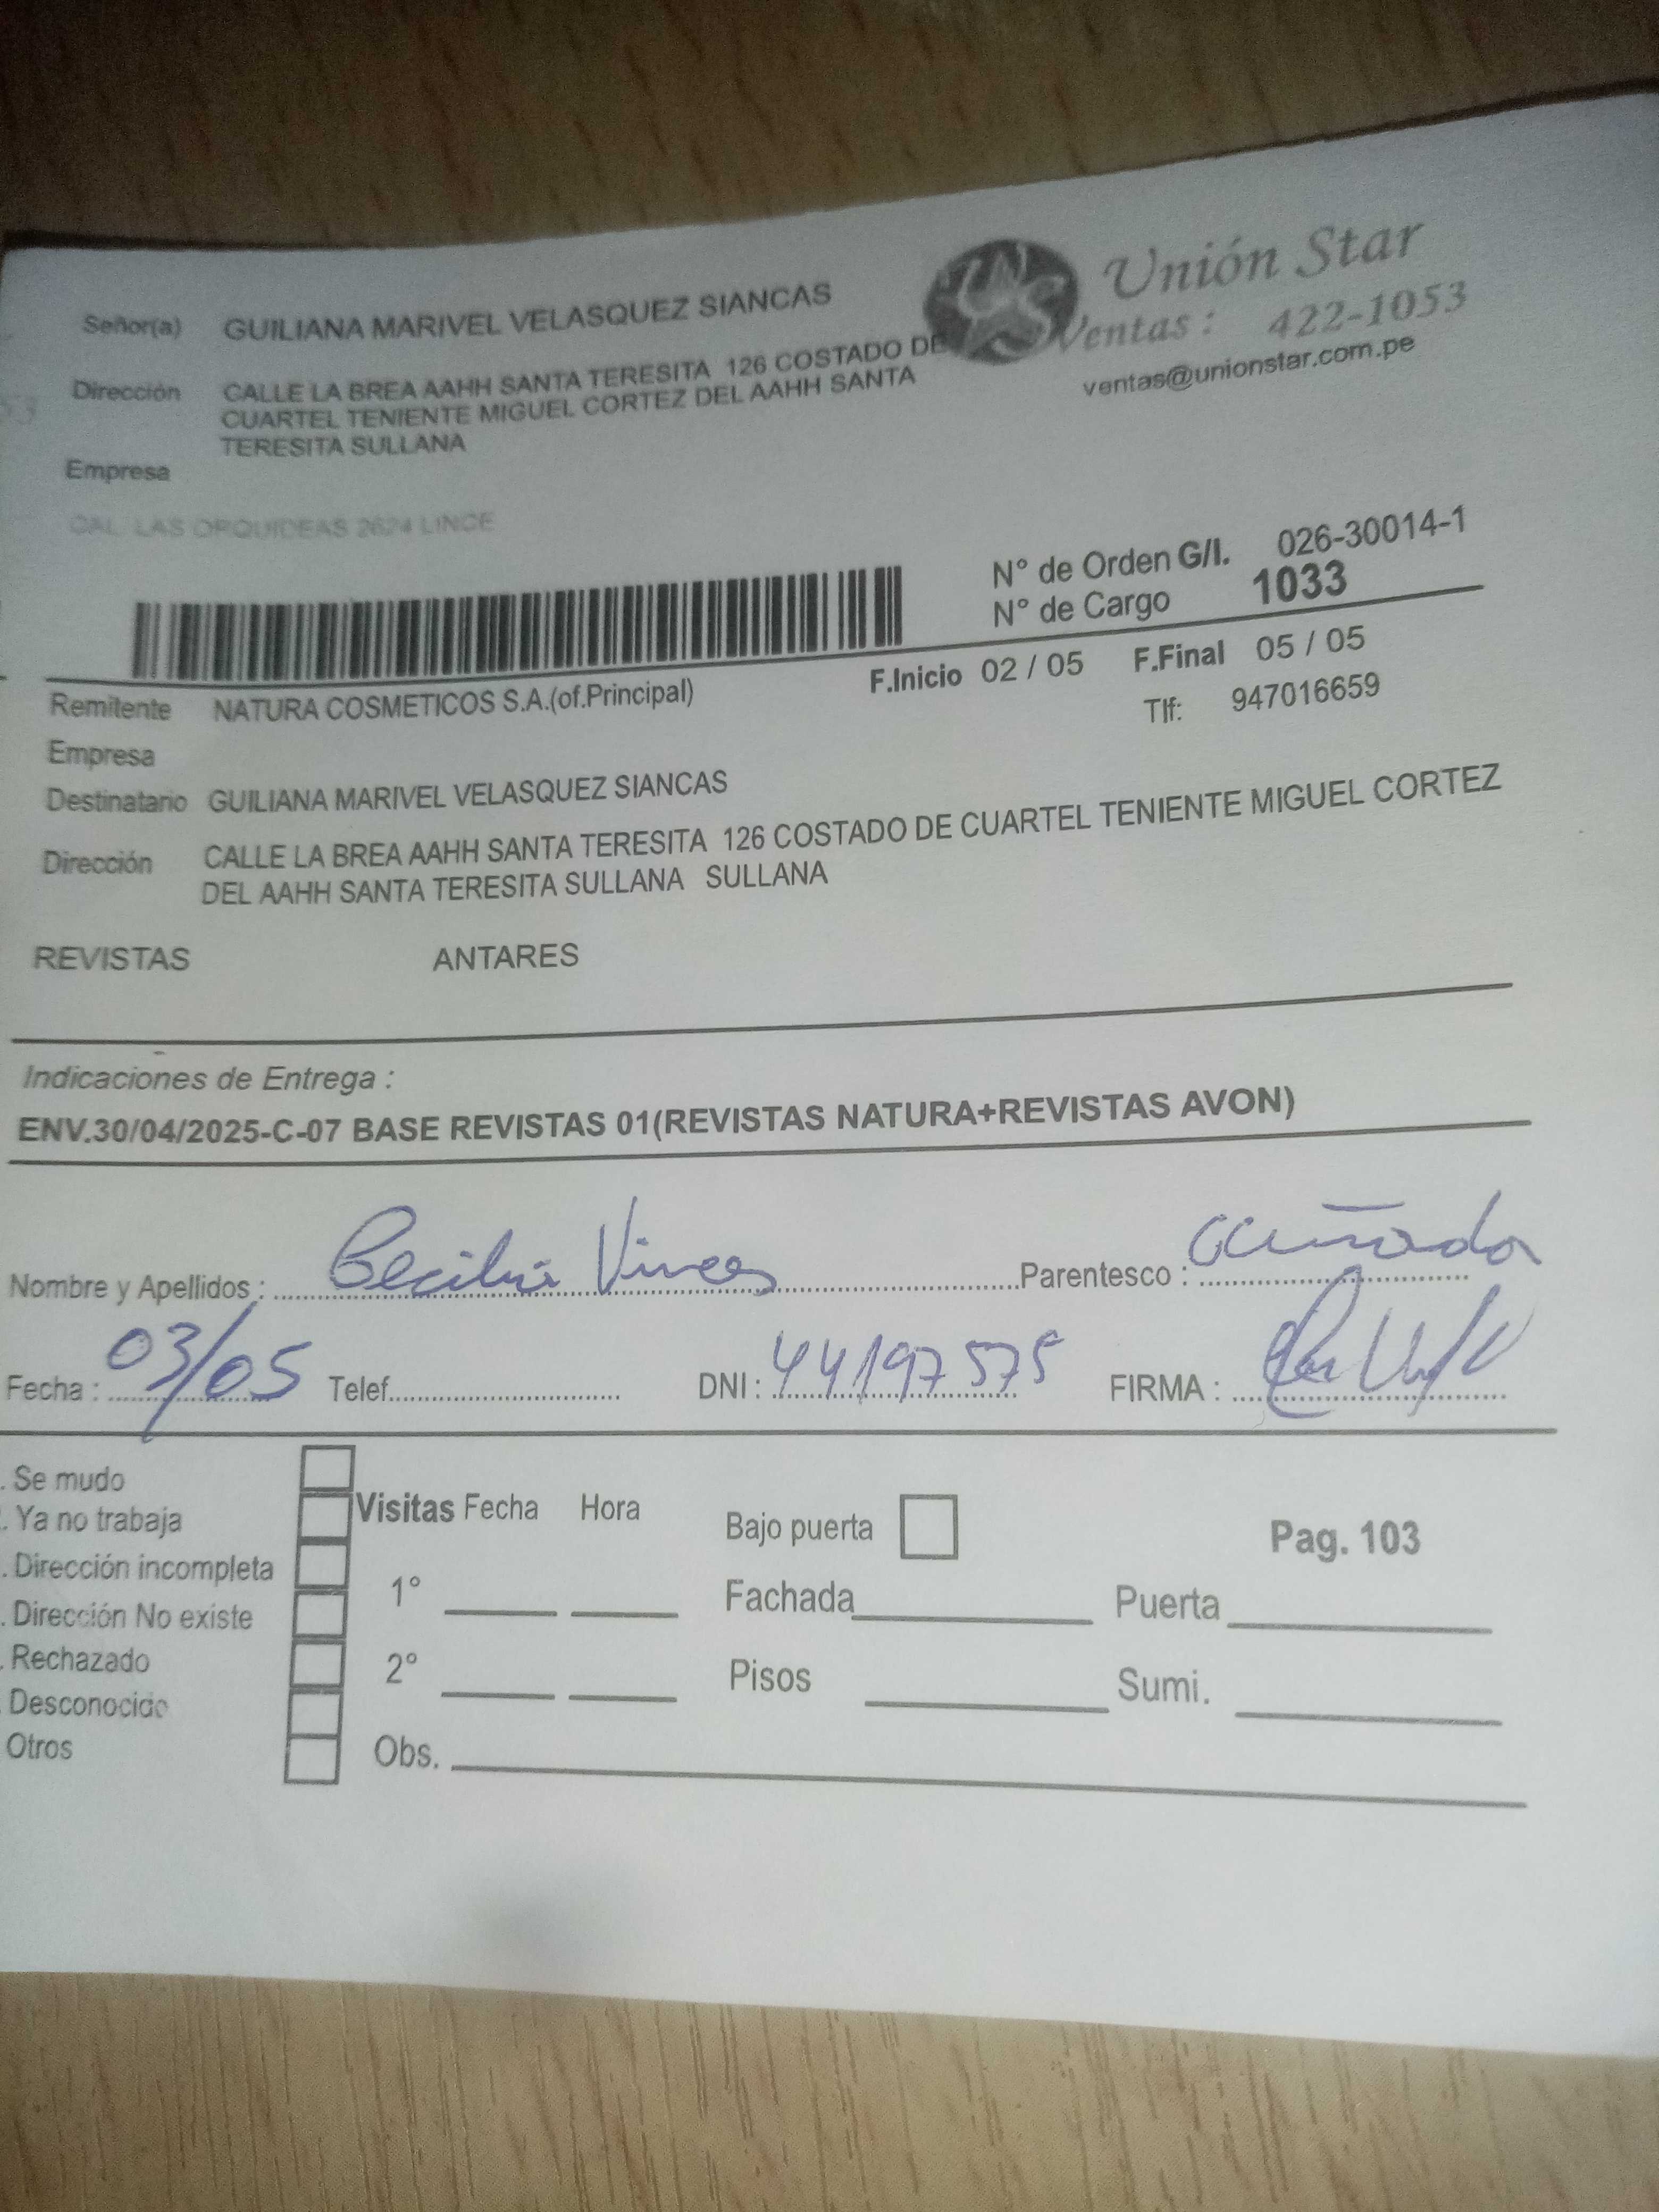 Unión Star
Ventas : 422-1053
ventas@unionstar.com.pe
Señor(a) GUILIANA MARIVEL VELASQUEZ SIANCAS
Dirección CALLE LA BREA AAHH SANTA TERESITA 126 COSTADO DE
CUARTEL TENIENTE MIGUEL CORTEZ DEL AAHH SANTA
TERESITA SULLANA
Empresa
CAL. LAS ORQUIDEAS 2624 LINCE
N° de Orden G/I. 026-30014-1
N° de Cargo 1033
F.Inicio 02 / 05 F.Final 05 / 05
Remitente NATURA COSMETICOS S.A.(of.Principal) Tlf: 947016659
Empresa
Destinatario GUILIANA MARIVEL VELASQUEZ SIANCAS
Dirección CALLE LA BREA AAHH SANTA TERESITA 126 COSTADO DE CUARTEL TENIENTE MIGUEL CORTEZ
DEL AAHH SANTA TERESITA SULLANA SULLANA
REVISTAS ANTARES
Indicaciones de Entrega :
ENV.30/04/2025-C-07 BASE REVISTAS 01(REVISTAS NATURA+REVISTAS AVON)
Nombre y Apellidos : Cecilia Vives Parentesco : cuñada
Fecha : 03/05 Telef. DNI : 44197575 FIRMA :
. Se mudo
. Ya no trabaja
. Dirección incompleta
. Dirección No existe
. Rechazado
. Desconocido
Otros
Visitas Fecha Hora
1°
2°
Obs.
Bajo puerta Pag. 103
Fachada Puerta
Pisos Sumi.